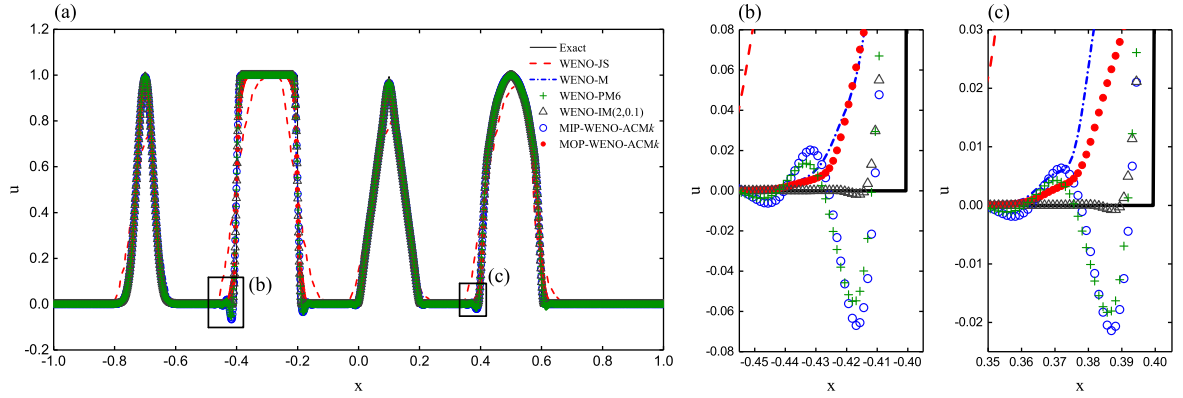 (a)
u
1.2
1.0
0.8
0.6
0.4
0.2
0.0
-0.2
-1.0 -0.8 -0.6 -0.4 -0.2 0.0 0.2 0.4 0.6 0.8 1.0
x
Exact
WENO-JS
WENO-M
WENO-PM6
WENO-IM(2,0.1)
MIP-WENO-ACMk
MOP-WENO-ACMk
(b)
(c)
(b)
u
0.08
0.06
0.04
0.02
0.00
-0.02
-0.04
-0.06
-0.08
-0.45 -0.44 -0.43 -0.42 -0.41 -0.40
x
(c)
u
0.03
0.02
0.01
0.00
-0.01
-0.02
0.35 0.36 0.37 0.38 0.39 0.40
x